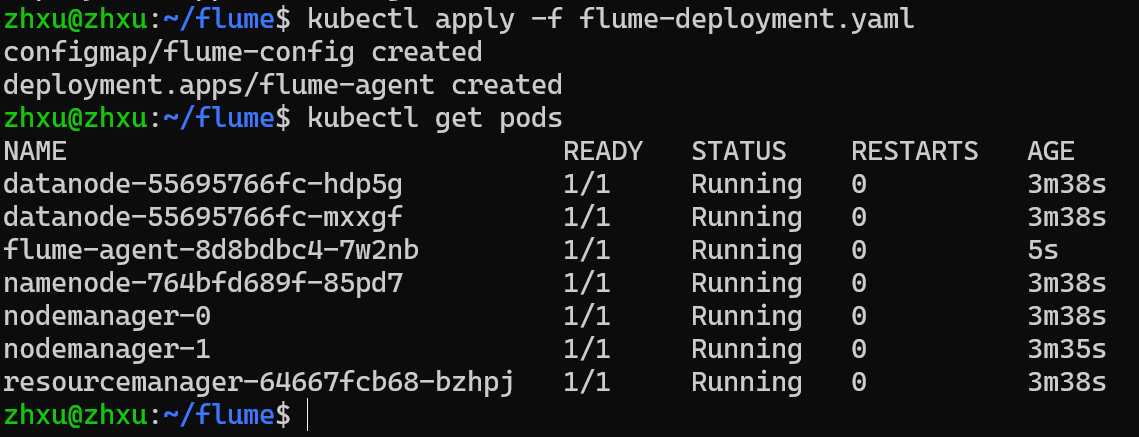 zhxu@zhxu:~/flume$ kubectl apply -f flume-deployment.yaml
configmap/flume-config created
deployment.apps/flume-agent created
zhxu@zhxu:~/flume$ kubectl get pods
NAME                               READY   STATUS    RESTARTS   AGE
datanode-55695766fc-hdp5g          1/1     Running   0          3m38s
datanode-55695766fc-mxxgf          1/1     Running   0          3m38s
flume-agent-8d8bdbc4-7w2nb         1/1     Running   0          5s
namenode-764bfd689f-85pd7          1/1     Running   0          3m38s
nodemanager-0                      1/1     Running   0          3m38s
nodemanager-1                      1/1     Running   0          3m35s
resourcemanager-64667fcb68-bzhpj   1/1     Running   0          3m38s
zhxu@zhxu:~/flume$